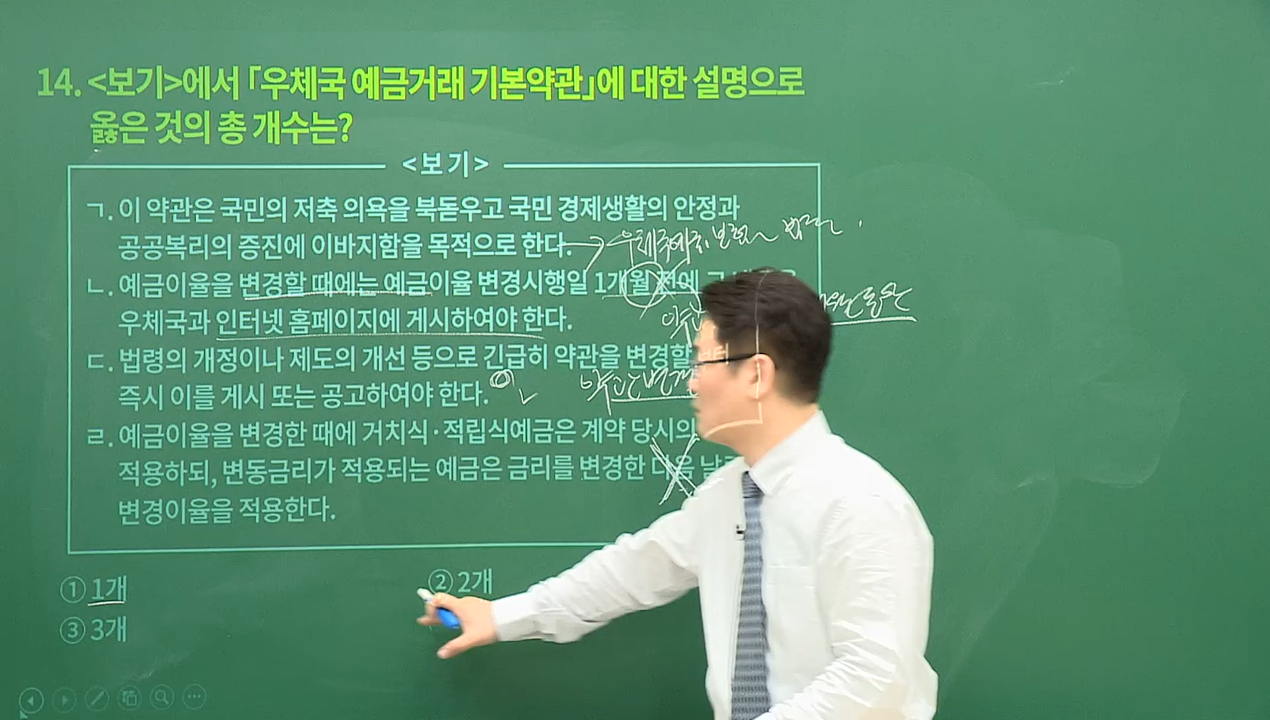 14. <보기>에서 「우체국 예금거래 기본약관」에 대한 설명으로
옳은 것의 총 개수는?
<보기>
ㄱ. 이 약관은 국민의 저축 의욕을 북돋우고 국민 경제생활의 안정과
공공복리의 증진에 이바지함을 목적으로 한다.
ㄴ. 예금이율을 변경할 때에는 예금이율 변경시행일 1개월 전에
우체국과 인터넷 홈페이지에 게시하여야 한다.
ㄷ. 법령의 개정이나 제도의 개선 등으로 긴급히 약관을 변경할
즉시 이를 게시 또는 공고하여야 한다.
ㄹ. 예금이율을 변경한 때에 거치식·적립식예금은 계약 당시의
적용하되, 변동금리가 적용되는 예금은 금리를 변경한 다음
변경이율을 적용한다.
① 1개
② 2개
③ 3개